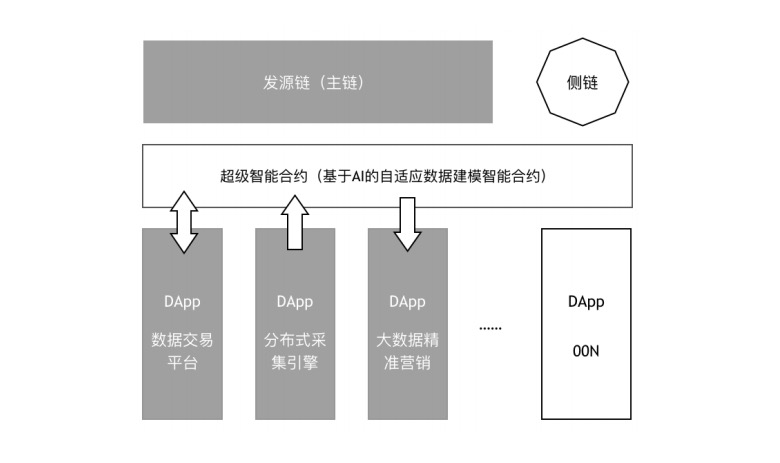 发源链（主链）
侧链
超级智能合约（基于AI的自适应数据建模智能合约）
DApp
数据交易
平台
DApp
分布式采
集引擎
DApp
大数据精
准营销
······
DApp
00N